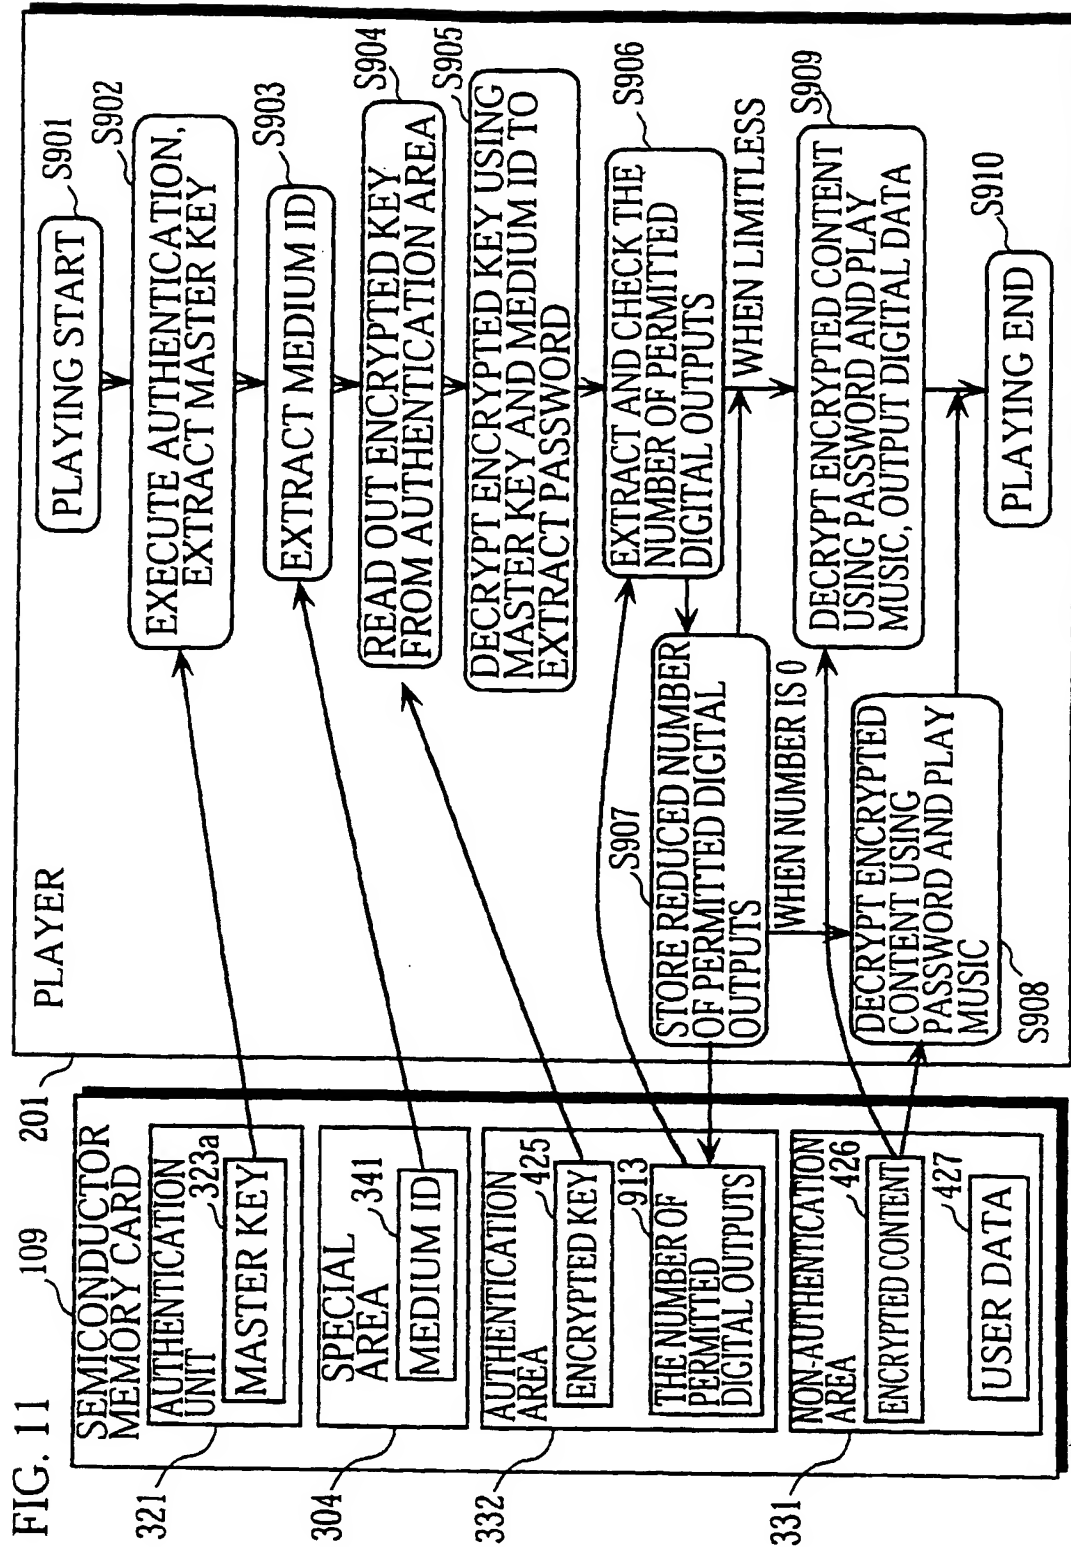 FIG. 11
109
201
SEMICONDUCTOR
MEMORY CARD
321
AUTHENTICATION
UNIT
323a
MASTER KEY
304
SPECIAL
AREA
341
MEDIUM ID
332
AUTHENTICATION
AREA
425
ENCRYPTED KEY
913
THE NUMBER OF
PERMITTED
DIGITAL OUTPUTS
331
NON-AUTHENTICATION
AREA
426
ENCRYPTED CONTENT
427
USER DATA
PLAYER
PLAYING START
S901
EXECUTE AUTHENTICATION,
EXTRACT MASTER KEY
S902
EXTRACT MEDIUM ID
S903
READ OUT ENCRYPTED KEY
FROM AUTHENTICATION AREA
S904
DECRYPT ENCRYPTED KEY USING
MASTER KEY AND MEDIUM ID TO
EXTRACT PASSWORD
S905
EXTRACT AND CHECK THE
NUMBER OF PERMITTED
DIGITAL OUTPUTS
S906
S907
STORE REDUCED NUMBER
OF PERMITTED DIGITAL
OUTPUTS
WHEN LIMITLESS
WHEN NUMBER IS 0
DECRYPT ENCRYPTED CONTENT
USING PASSWORD AND PLAY
MUSIC, OUTPUT DIGITAL DATA
S909
DECRYPT ENCRYPTED
CONTENT USING
PASSWORD AND PLAY
MUSIC
S908
PLAYING END
S910